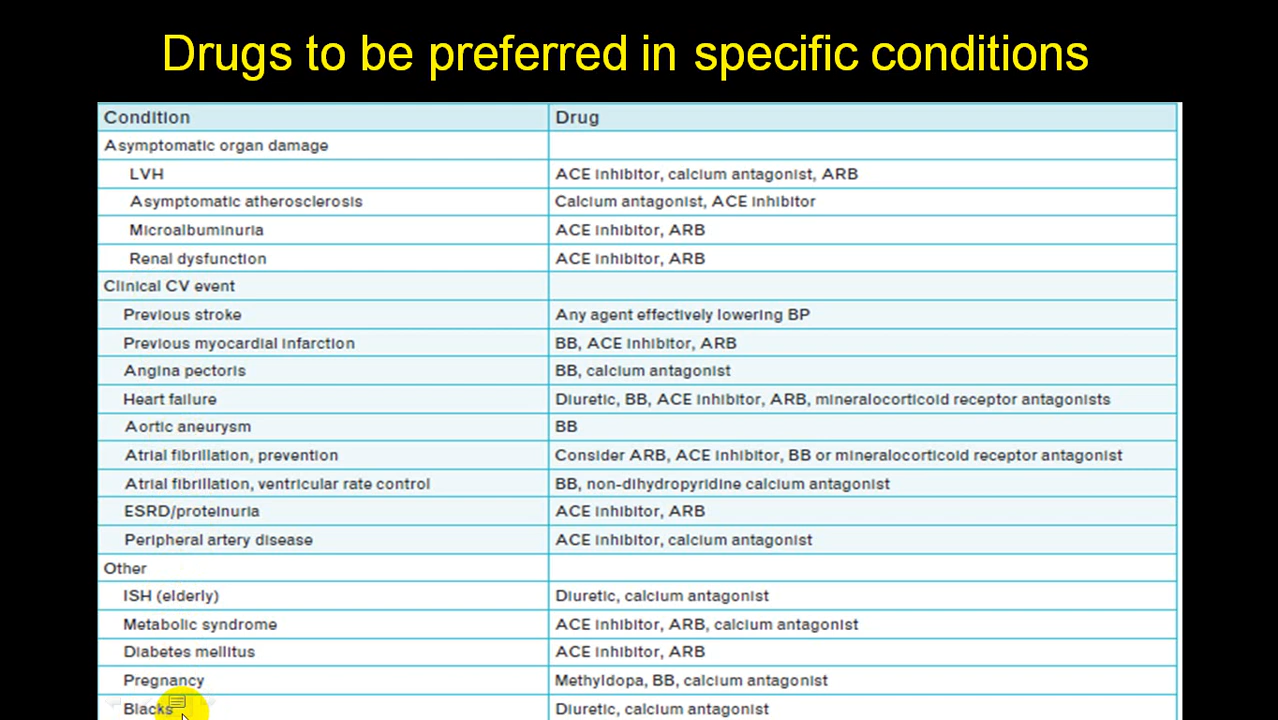 Drugs to be preferred in specific conditions
Condition Drug
Asymptomatic organ damage
LVH ACE inhibitor, calcium antagonist, ARB
Asymptomatic atherosclerosis Calcium antagonist, ACE inhibitor
Microalbuminuria ACE inhibitor, ARB
Renal dysfunction ACE inhibitor, ARB
Clinical CV event
Previous stroke Any agent effectively lowering BP
Previous myocardial infarction BB, ACE inhibitor, ARB
Angina pectoris BB, calcium antagonist
Heart failure Diuretic, BB, ACE inhibitor, ARB, mineralocorticoid receptor antagonists
Aortic aneurysm BB
Atrial fibrillation, prevention Consider ARB, ACE inhibitor, BB or mineralocorticoid receptor antagonist
Atrial fibrillation, ventricular rate control BB, non-dihydropyridine calcium antagonist
ESRD/proteinuria ACE inhibitor, ARB
Peripheral artery disease ACE inhibitor, calcium antagonist
Other
ISH (elderly) Diuretic, calcium antagonist
Metabolic syndrome ACE inhibitor, ARB, calcium antagonist
Diabetes mellitus ACE inhibitor, ARB
Pregnancy Methyldopa, BB, calcium antagonist
Blacks Diuretic, calcium antagonist